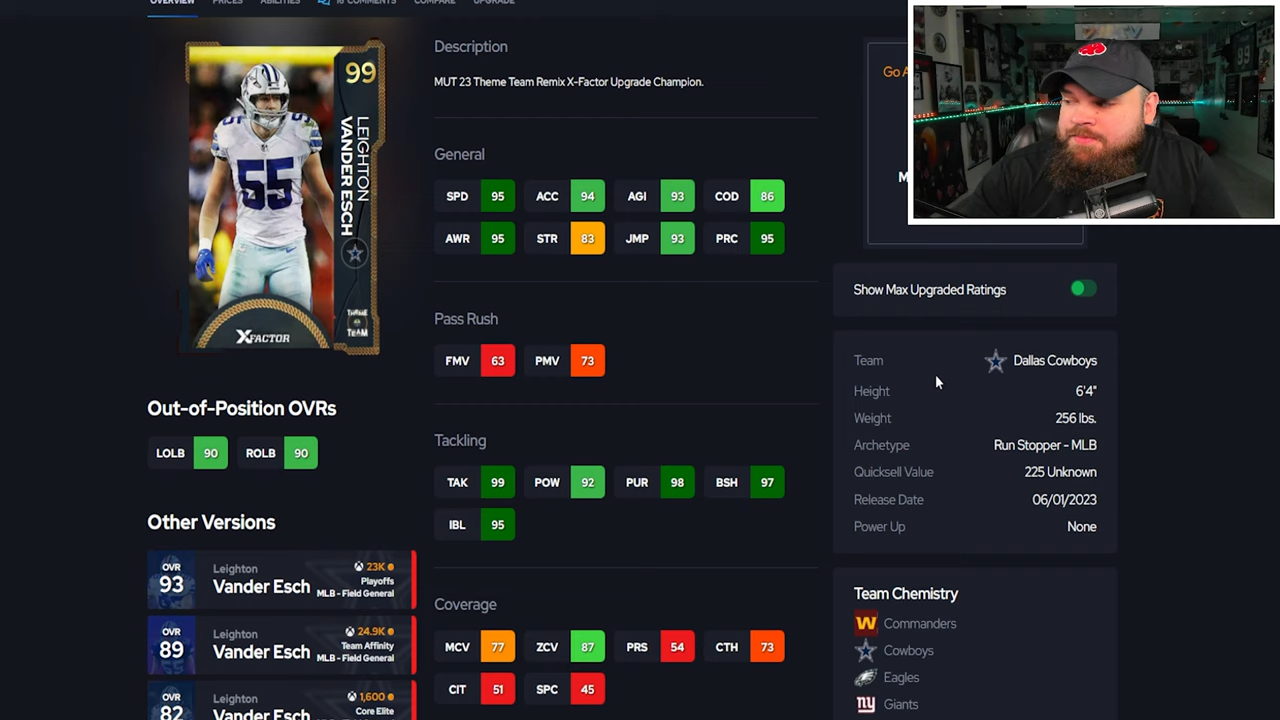 OVERVIEW PRICES ABILITIES 16 COMMENTS COMPARE UPGRADE
99
LEIGHTON
VANDER ESCH
55
THEME
TEAM
XFACTOR
Description
MUT 23 Theme Team Remix X-Factor Upgrade Champion.
General
SPD 95 ACC 94 AGI 93 COD 86
AWR 95 STR 83 JMP 93 PRC 95
Pass Rush
FMV 63 PMV 73
Tackling
TAK 99 POW 92 PUR 98 BSH 97
IBL 95
Coverage
MCV 77 ZCV 87 PRS 54 CTH 73
CIT 51 SPC 45
Out-of-Position OVRs
LOLB 90 ROLB 90
Other Versions
OVR 93 Leighton Vander Esch 23K Playoffs MLB - Field General
OVR 89 Leighton Vander Esch 24.9K Team Affinity MLB - Field General
OVR 82 Leighton Vander Esch 1,600 Core Elite
Go
M
Show Max Upgraded Ratings
Team Dallas Cowboys
Height 6'4"
Weight 256 lbs.
Archetype Run Stopper - MLB
Quicksell Value 225 Unknown
Release Date 06/01/2023
Power Up None
Team Chemistry
W Commanders
Cowboys
Eagles
ny Giants